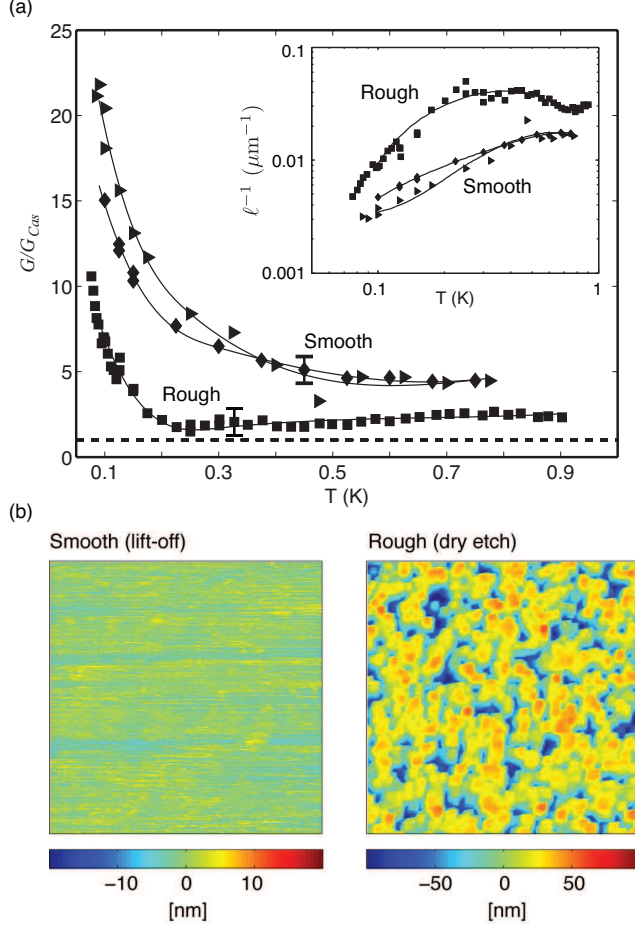 (a)
25
20
15
10
5
0
G/G_Cas
0.1
0.3
0.5
0.7
0.9
T (K)
Smooth
Rough
0.1
0.01
0.001
ℓ⁻¹ (μm⁻¹)
0.1
1
T (K)
Rough
Smooth
(b)
Smooth (lift-off)
Rough (dry etch)
−10
0
10
[nm]
−50
0
50
[nm]